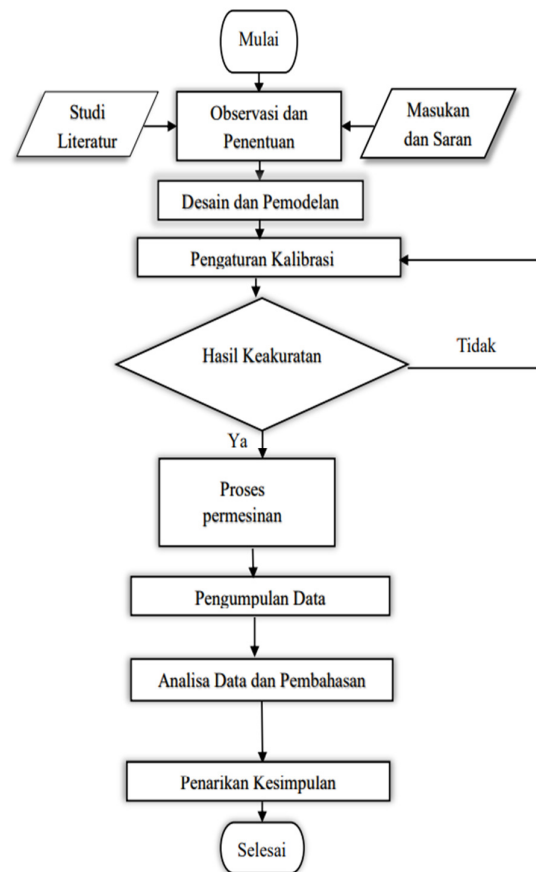 Mulai
Studi
Literatur
Observasi dan
Penentuan
Masukan
dan Saran
Desain dan Pemodelan
Pengaturan Kalibrasi
Hasil Keakuratan
Tidak
Ya
Proses
permesinan
Pengumpulan Data
Analisa Data dan Pembahasan
Penarikan Kesimpulan
Selesai